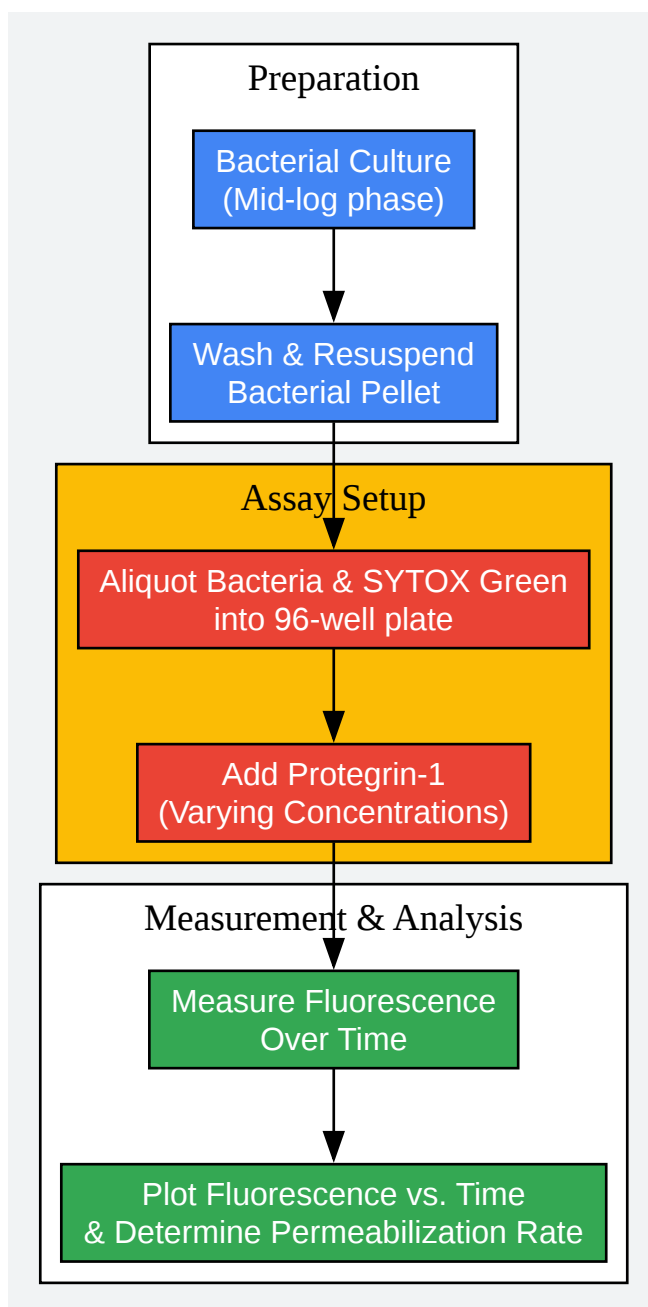 Preparation
Bacterial Culture
(Mid-log phase)
Wash & Resuspend
Bacterial Pellet
Assay Setup
Aliquot Bacteria & SYTOX Green
into 96-well plate
Add Protegrin-1
(Varying Concentrations)
Measurement & Analysis
Measure Fluorescence
Over Time
Plot Fluorescence vs. Time
& Determine Permeabilization Rate